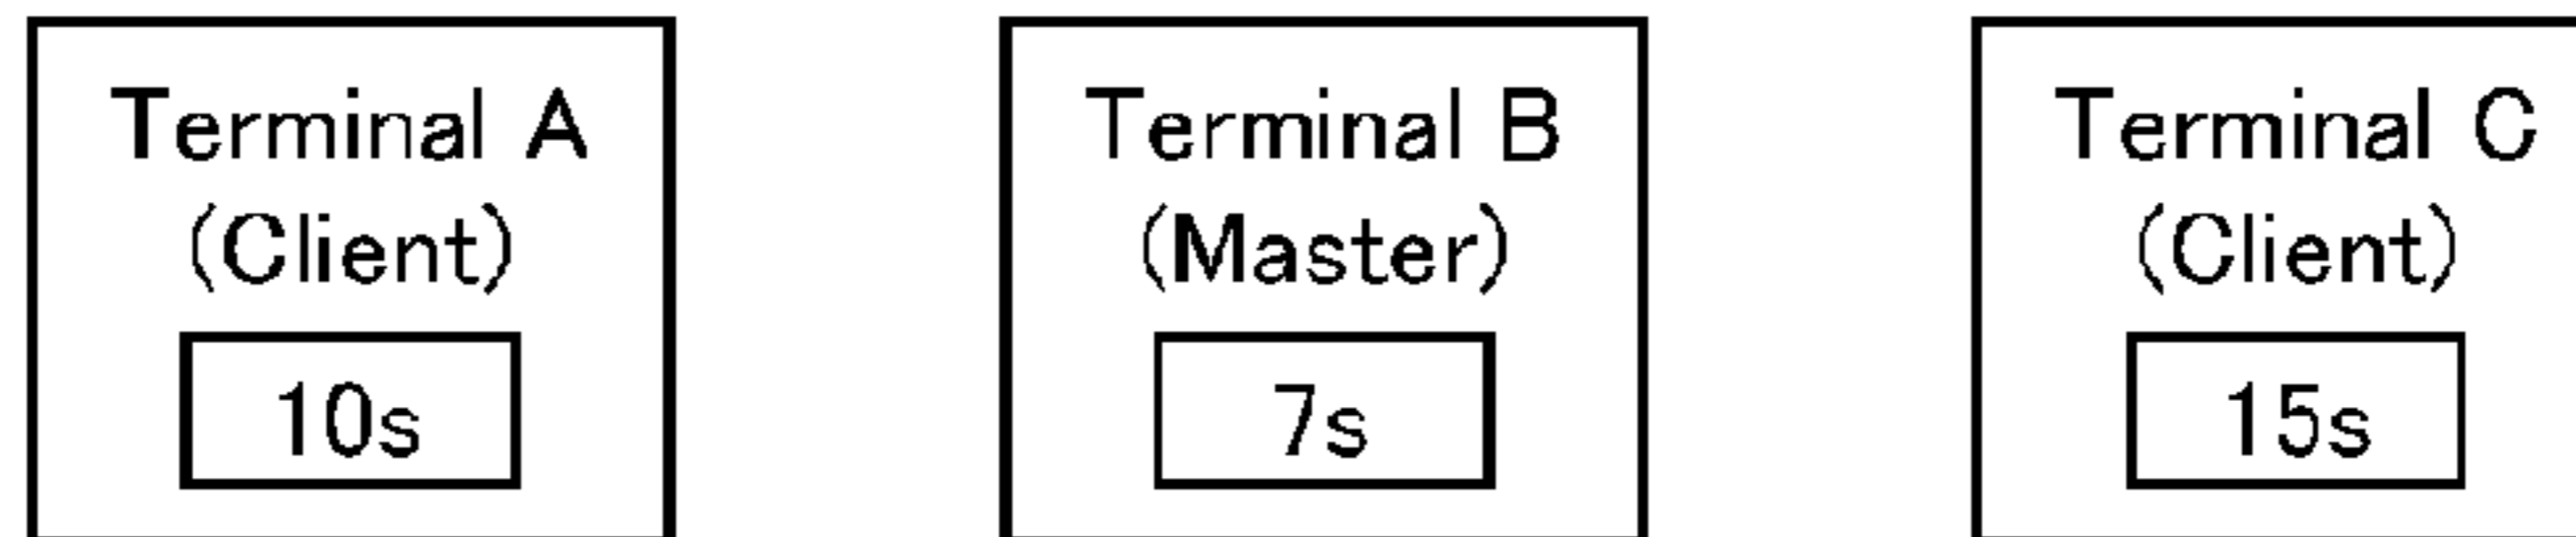 Terminal A
(Client)
10s
Terminal B
(Master)
7s
Terminal C
(Client)
15s